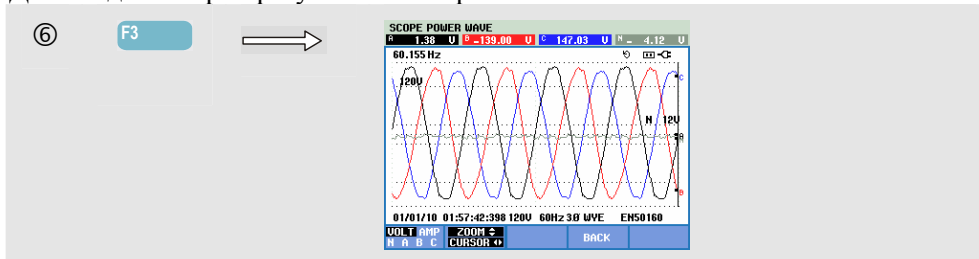 ⑥ F3
SCOPE POWER WAVE
A 1.38 V B -139.00 V C 147.03 V N - 4.12 V
60.155 Hz
120V
C
N 12V
A
B
01/01/10 01:57:42:398 120V 60Hz 3Ø WYE EN50160
VOLT AMP ZOOM
N A B C CURSOR
BACK